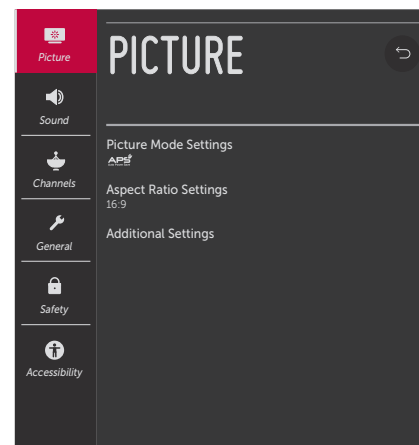 PICTURE
Picture
Sound
Channels
General
Safety
Accessibility
Picture Mode Settings
APS
Aspect Ratio Settings
16:9
Additional Settings